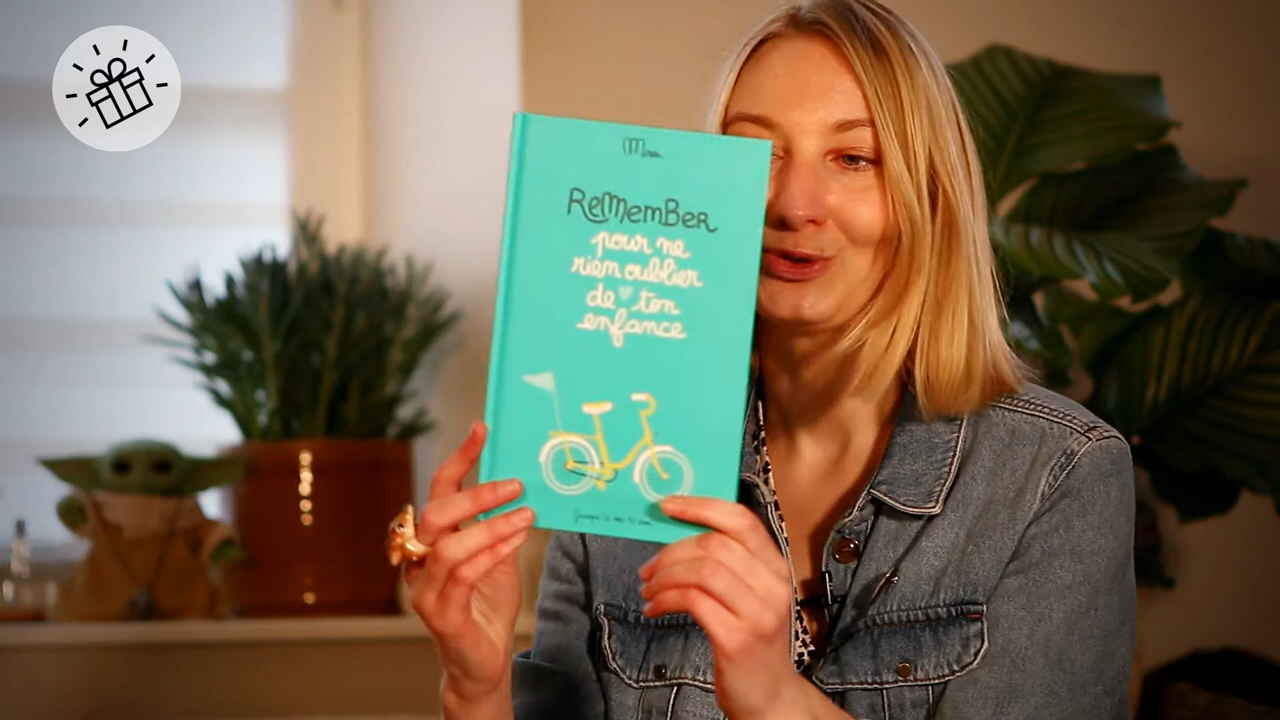 Remember
pour ne
rien oublier
de ton
enfance